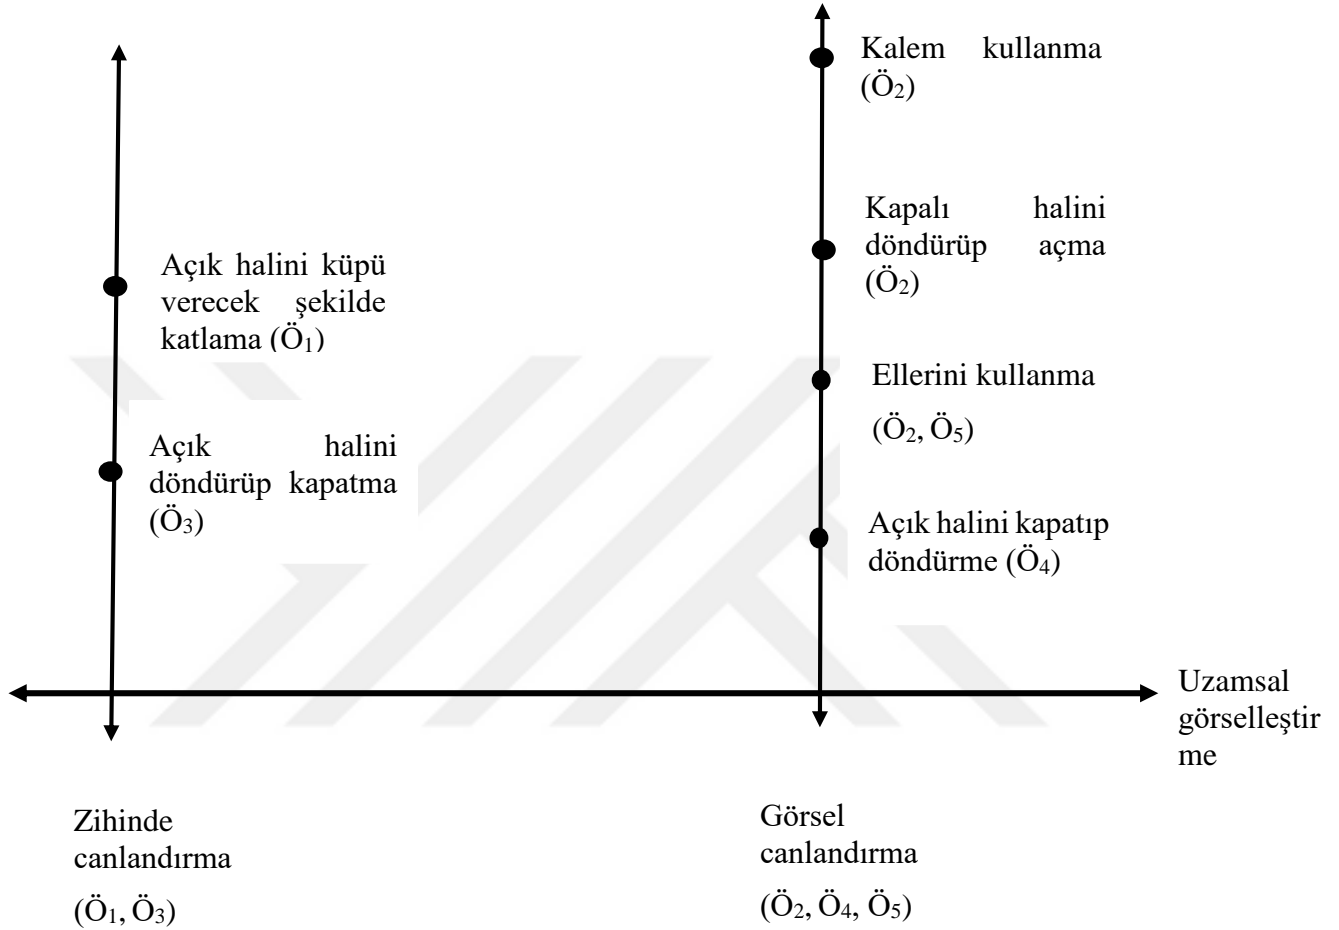 Açık halini küpü
verecek şekilde
katlama (Ö₁)
Açık halini
döndürüp kapatma
(Ö₃)
Kalem kullanma
(Ö₂)
Kapalı halini
döndürüp açma
(Ö₂)
Ellerini kullanma
(Ö₂, Ö₅)
Açık halini kapatıp
döndürme (Ö₄)
Uzamsal
görselleştir
me
Zihinde
canlandırma
(Ö₁, Ö₃)
Görsel
canlandırma
(Ö₂, Ö₄, Ö₅)